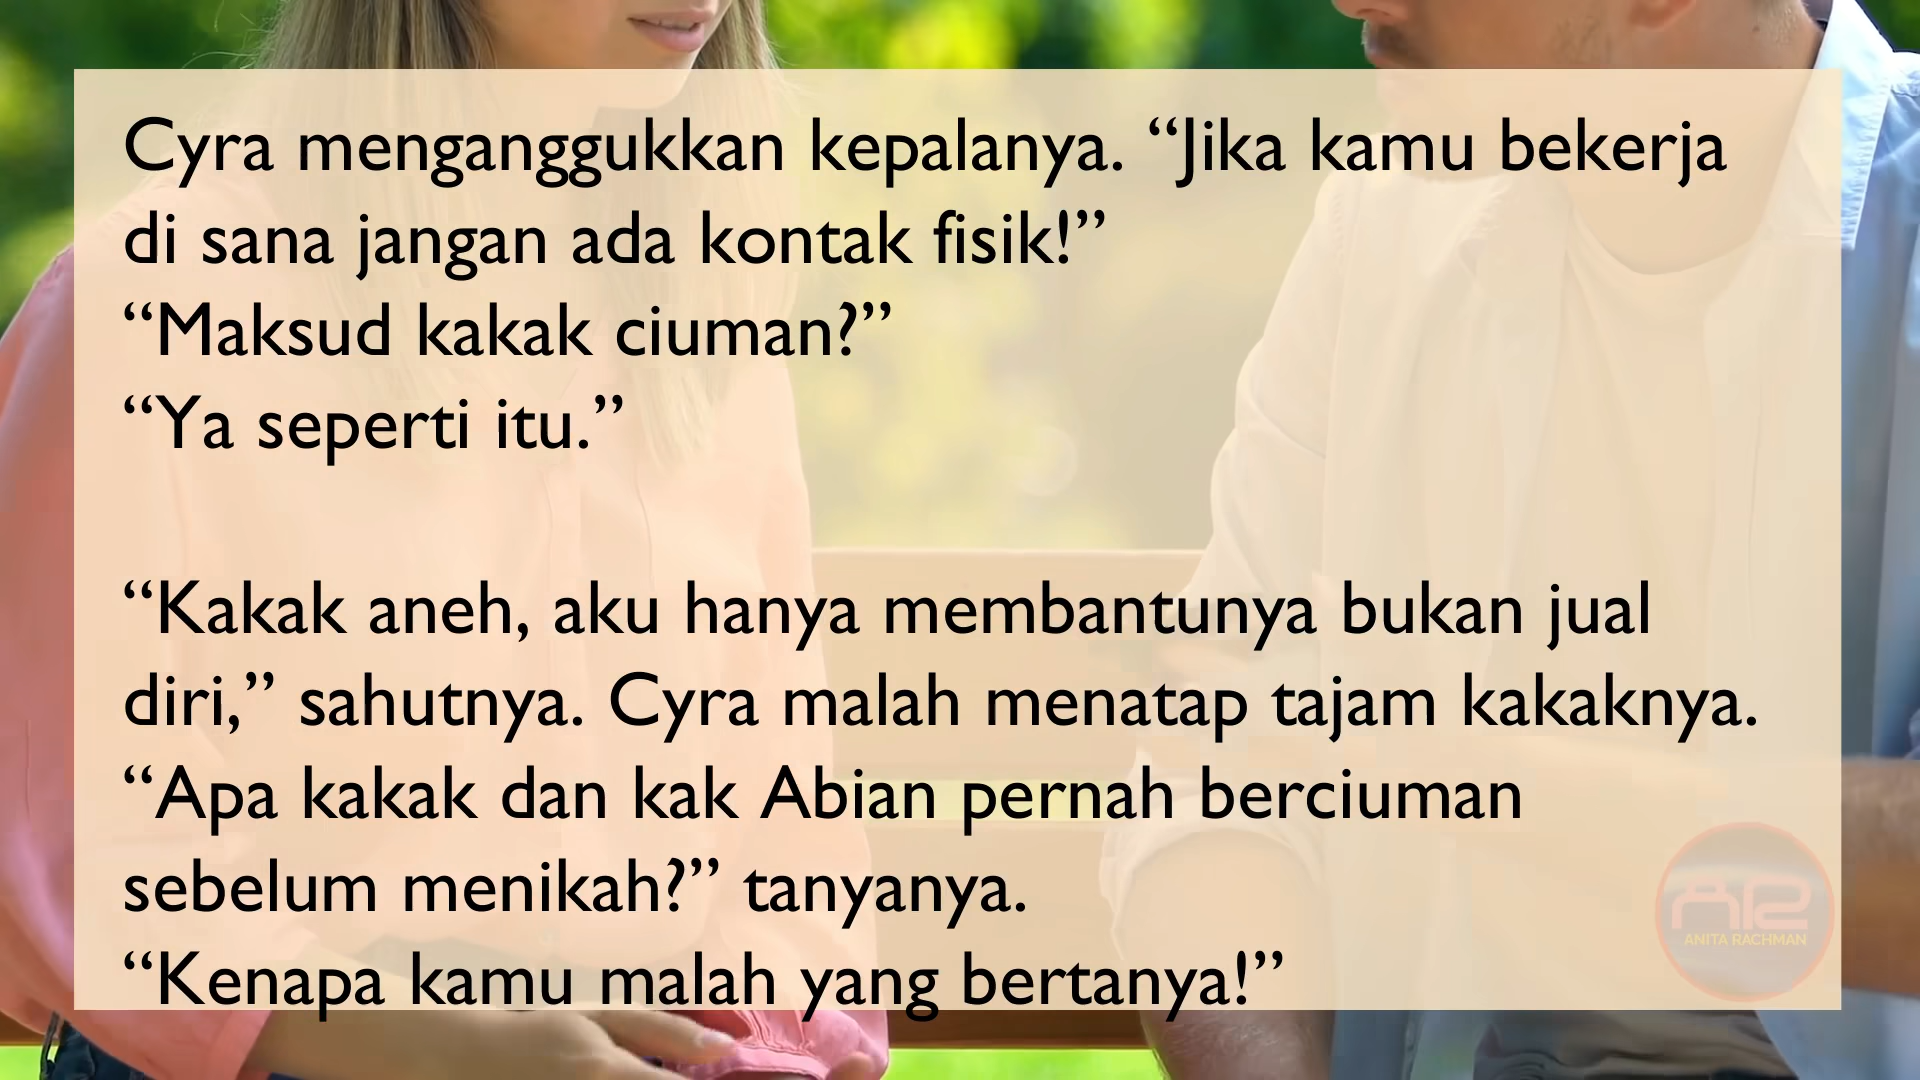 Cyra menganggukkan kepalanya. “Jika kamu bekerja
di sana jangan ada kontak fisik!”
“Maksud kakak ciuman?”
“Ya seperti itu.”
“Kakak aneh, aku hanya membantunya bukan jual
diri,” sahutnya. Cyra malah menatap tajam kakaknya.
“Apa kakak dan kak Abian pernah berciuman
sebelum menikah?” tanyanya.
“Kenapa kamu malah yang bertanya!”
AR
ANITA RACHMAN